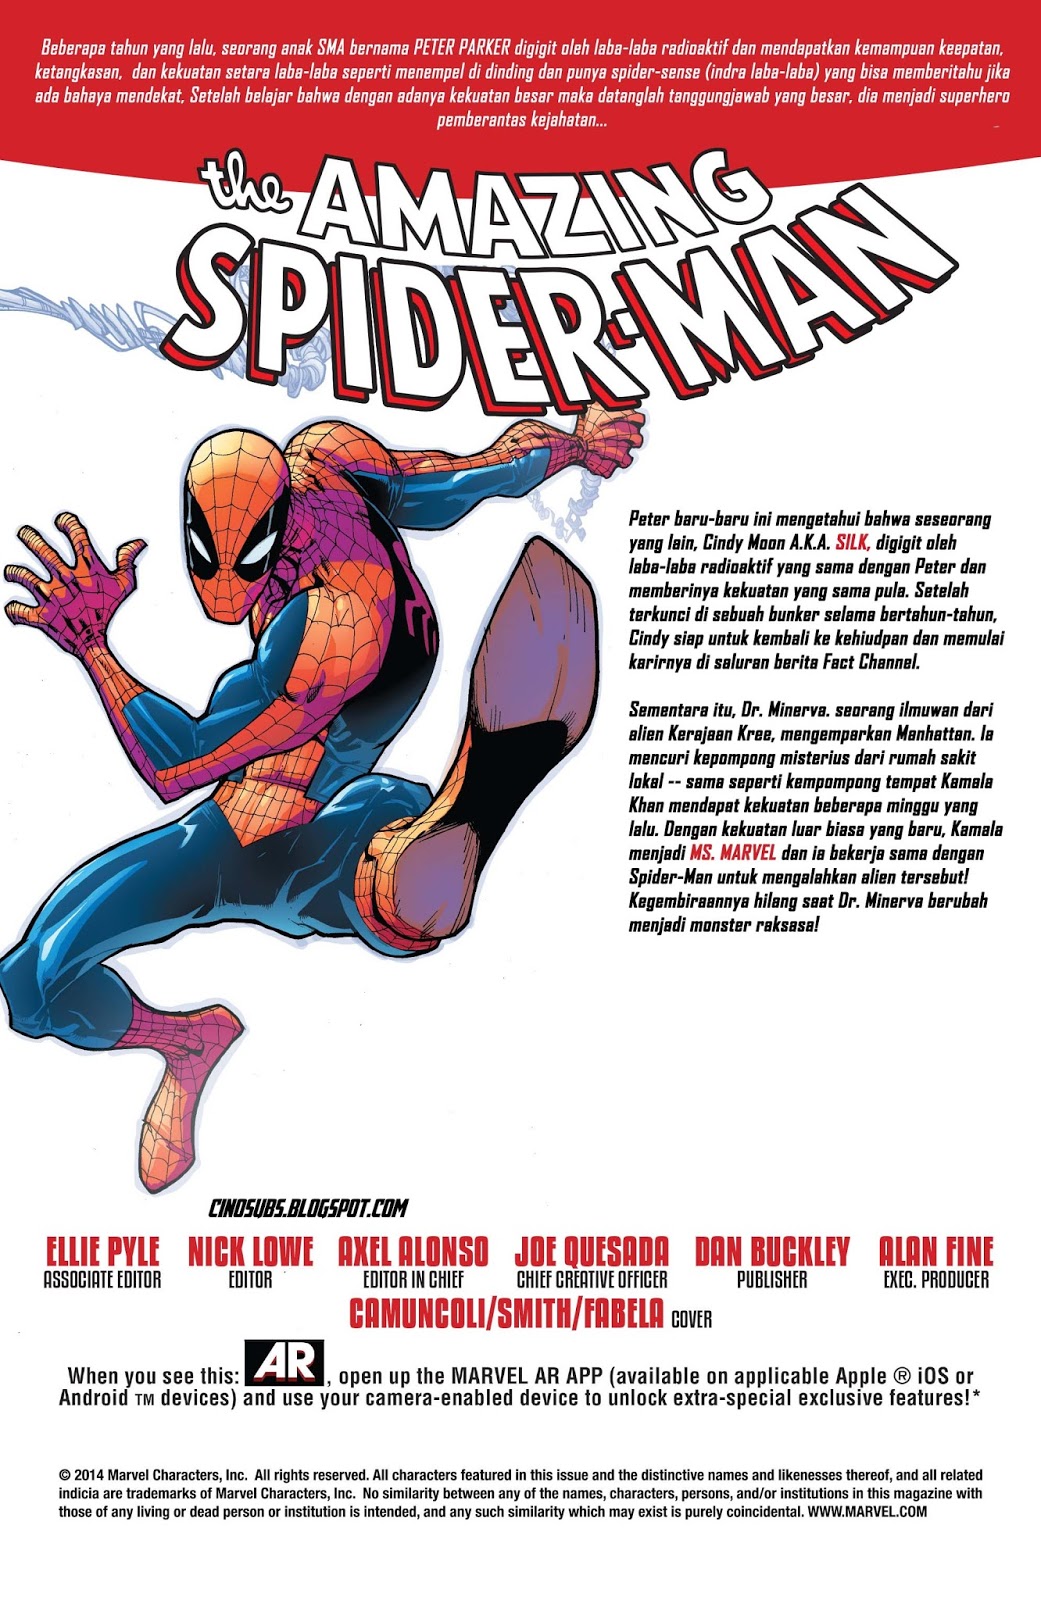 Beberapa tahun yang lalu, seorang anak SMA bernama PETER PARKER digigit oleh laba-laba radioaktif dan mendapatkan kemampuan keepatan,
ketangkasan, dan kekuatan setara laba-laba seperti menempel di dinding dan punya spider-sense (indra laba-laba) yang bisa memberitahu jika
ada bahaya mendekat, Setelah belajar bahwa dengan adanya kekuatan besar maka datanglah tanggungjawab yang besar, dia menjadi superhero
pemberantas kejahatan...
the AMAZING
SPIDER-MAN
Peter baru-baru ini mengetahui bahwa seseorang
yang lain, Cindy Moon A.K.A. SILK, digigit oleh
laba-laba radioaktif yang sama dengan Peter dan
memberinya kekuatan yang sama pula. Setelah
terkunci di sebuah bunker selama bertahun-tahun,
Cindy siap untuk kembali ke kehiudpan dan memulai
karirnya di saluran berita Fact Channel.
Sementara itu, Dr. Minerva. seorang ilmuwan dari
alien Kerajaan Kree, mengemparkan Manhattan. Ia
mencuri kepompong misterius dari rumah sakit
lokal -- sama seperti kempompong tempat Kamala
Khan mendapat kekuatan beberapa minggu yang
lalu. Dengan kekuatan luar biasa yang baru, Kamala
menjadi MS. MARVEL dan ia bekerja sama dengan
Spider-Man untuk mengalahkan alien tersebut!
Kegembiraannya hilang saat Dr. Minerva berubah
menjadi monster raksasa!
CINOSUBS.BLOGSPOT.COM
ELLIE PYLE NICK LOWE AXEL ALONSO JOE QUESADA DAN BUCKLEY ALAN FINE
ASSOCIATE EDITOR EDITOR EDITOR IN CHIEF CHIEF CREATIVE OFFICER PUBLISHER EXEC. PRODUCER
CAMUNCOLI/SMITH/FABELA COVER
When you see this: AR, open up the MARVEL AR APP (available on applicable Apple ® iOS or
Android TM devices) and use your camera-enabled device to unlock extra-special exclusive features!*
© 2014 Marvel Characters, Inc. All rights reserved. All characters featured in this issue and the distinctive names and likenesses thereof, and all related
indicia are trademarks of Marvel Characters, Inc. No similarity between any of the names, characters, persons, and/or institutions in this magazine with
those of any living or dead person or institution is intended, and any such similarity which may exist is purely coincidental. WWW.MARVEL.COM